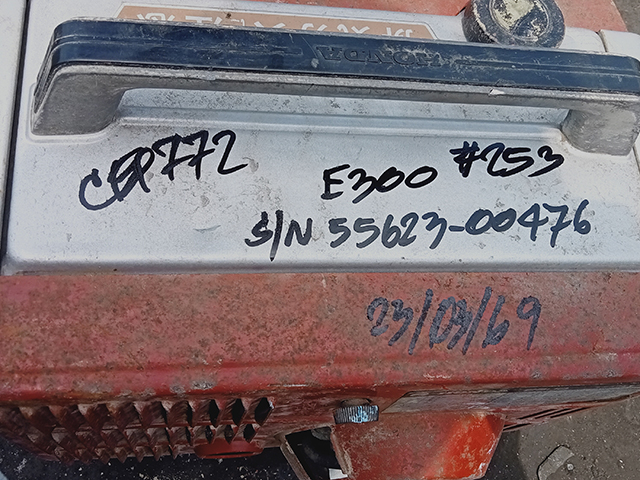 HONDA
CEP772
E300 #253
S/N 55623-00476
23/03/69